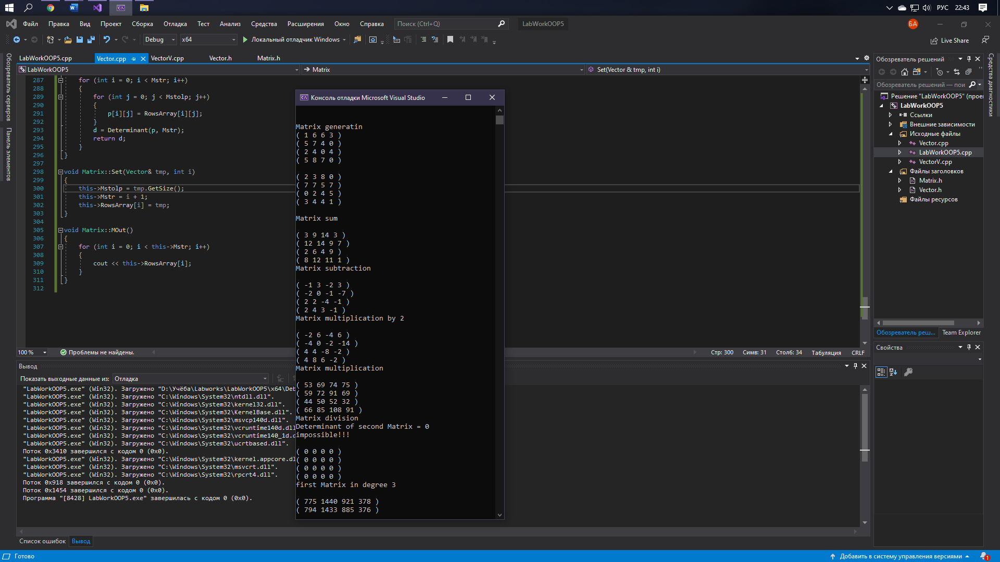 РУС 22:43
Файл Правка Вид Проект Сборка Отладка Тест Анализ Средства Расширения Окно Справка Поиск (Ctrl+Q) LabWorkOOP5 БА
Debug x64 Локальный отладчик Windows Live Share
LabWorkOOP5.cpp Vector.cpp VectorV.cpp Vector.h Matrix.h
LabWorkOOP5 Matrix Set(Vector & tmp, int i)
Обозреватель серверов
Панель элементов
287 for (int i = 0; i < Mstr; i++)
288 {
289 for (int j = 0; j < Mstolp; j++)
290 {
291 p[i][j] = RowsArray[i][j];
292 }
293 d = Determinant(p, Mstr);
294 return d;
295 }
296 }
297
298 void Matrix::Set(Vector& tmp, int i)
299 {
300 this->Mstolp = tmp.GetSize();
301 this->Mstr = i + 1;
302 this->RowsArray[i] = tmp;
303 }
304
305 void Matrix::MOut()
306 {
307 for (int i = 0; i < this->Mstr; i++)
308 {
309 cout << this->RowsArray[i];
310 }
311 }
312
100 % Проблемы не найдены. Стр: 300 Симв: 31 Столб: 34 Табуляция CRLF
Консоль отладки Microsoft Visual Studio
Matrix generatin
( 1 6 6 3 )
( 5 7 4 0 )
( 2 4 0 4 )
( 5 8 7 0 )
( 2 3 8 0 )
( 7 7 5 7 )
( 0 2 4 5 )
( 3 4 4 1 )
Matrix sum
( 3 9 14 3 )
( 12 14 9 7 )
( 2 6 4 9 )
( 8 12 11 1 )
Matrix subtraction
( -1 3 -2 3 )
( -2 0 -1 -7 )
( 2 2 -4 -1 )
( 2 4 3 -1 )
Matrix multiplication by 2
( -2 6 -4 6 )
( -4 0 -2 -14 )
( 4 4 -8 -2 )
( 4 8 6 -2 )
Matrix multiplication
( 53 69 74 75 )
( 59 72 91 69 )
( 44 50 52 32 )
( 66 85 108 91 )
Matrix division
Determinant of second Matrix = 0
impossible!!!
( 0 0 0 0 )
( 0 0 0 0 )
( 0 0 0 0 )
( 0 0 0 0 )
first Matrix in degree 3
( 775 1440 921 378 )
( 794 1433 885 376 )
Вывод
Показать выходные данные из: Отладка
"LabWorkOOP5.exe" (Win32). Загружено "D:\Учёба\Labworks\LabWorkOOP5\x64\Deb
"LabWorkOOP5.exe" (Win32). Загружено "C:\Windows\System32\ntdll.dll".
"LabWorkOOP5.exe" (Win32). Загружено "C:\Windows\System32\kernel32.dll".
"LabWorkOOP5.exe" (Win32). Загружено "C:\Windows\System32\KernelBase.dll".
"LabWorkOOP5.exe" (Win32). Загружено "C:\Windows\System32\msvcp140d.dll".
"LabWorkOOP5.exe" (Win32). Загружено "C:\Windows\System32\vcruntime140d.dll
"LabWorkOOP5.exe" (Win32). Загружено "C:\Windows\System32\vcruntime140_1d.d
"LabWorkOOP5.exe" (Win32). Загружено "C:\Windows\System32\ucrtbased.dll".
Поток 0x3410 завершился с кодом 0 (0x0).
"LabWorkOOP5.exe" (Win32). Загружено "C:\Windows\System32\kernel.appcore.dl
"LabWorkOOP5.exe" (Win32). Загружено "C:\Windows\System32\msvcrt.dll".
"LabWorkOOP5.exe" (Win32). Загружено "C:\Windows\System32\rpcrt4.dll".
Поток 0x918 завершился с кодом 0 (0x0).
Поток 0x1454 завершился с кодом 0 (0x0).
Программа "[8428] LabWorkOOP5.exe" завершилась с кодом 0 (0x0).
Список ошибок Вывод
Обозреватель решений
Обозреватель решений — пои
Решение "LabWorkOOP5" (прое
LabWorkOOP5
Ссылки
Внешние зависимости
Исходные файлы
Vector.cpp
LabWorkOOP5.cpp
VectorV.cpp
Файлы заголовков
Matrix.h
Vector.h
Файлы ресурсов
Обозреватель реш... Team Explorer
Свойства
Средства диагностики
Готово Добавить в систему управления версиями 1